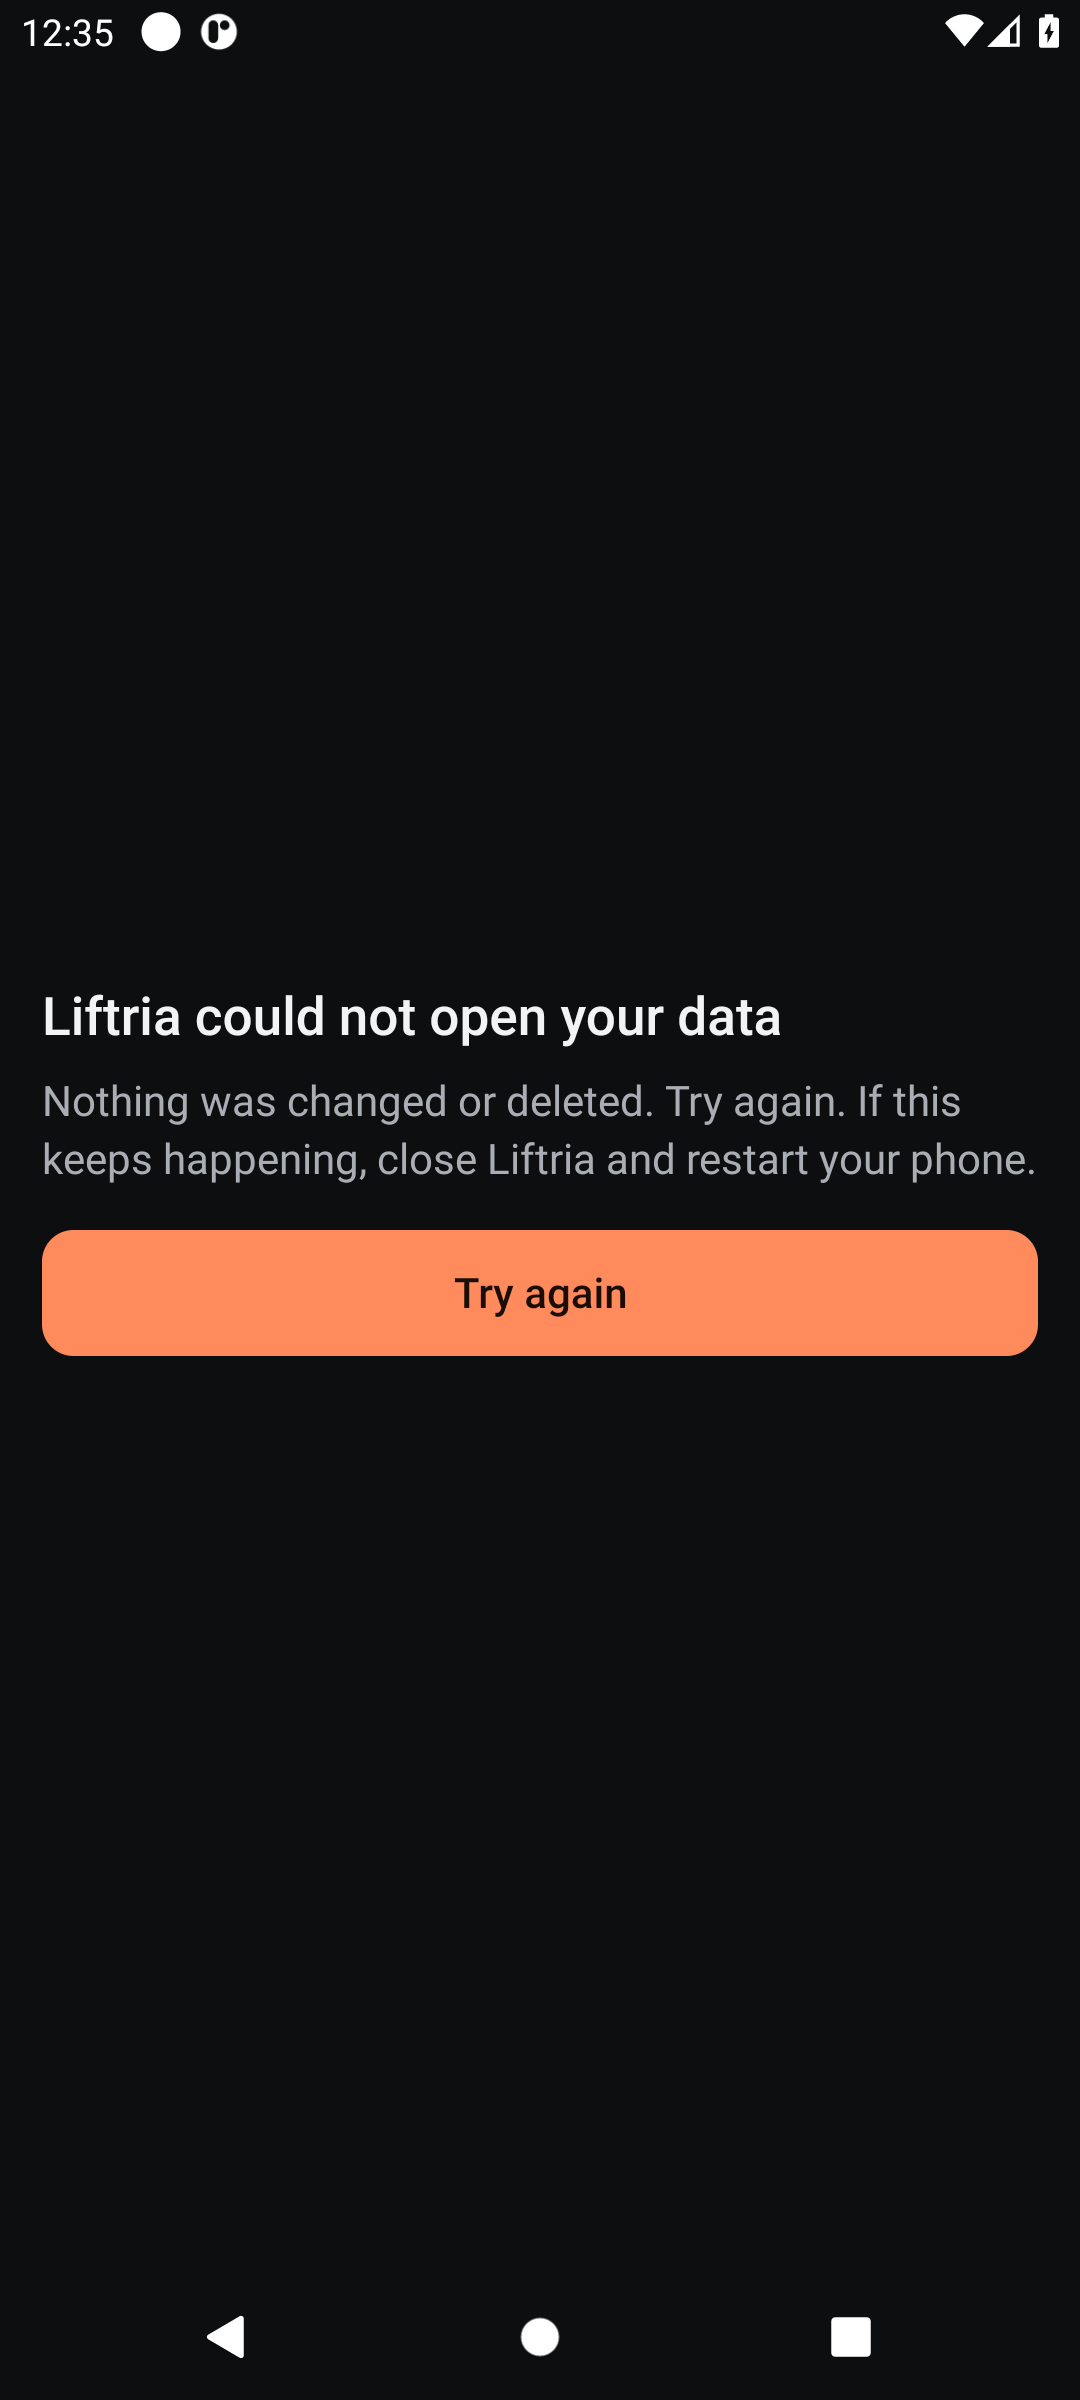 12:35
Liftria could not open your data
Nothing was changed or deleted. Try again. If this
keeps happening, close Liftria and restart your phone.
Try again